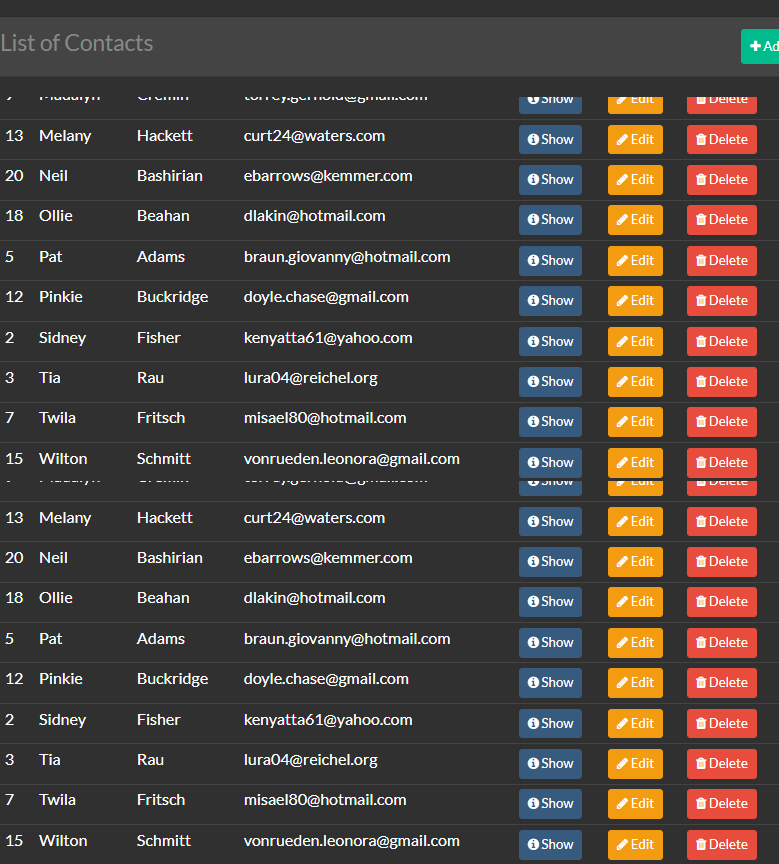 List of Contacts
Ad
Madalyn Cremin torrey.gernold@gmail.com Show Edit Delete
13 Melany Hackett curt24@waters.com Show Edit Delete
20 Neil Bashirian ebarrows@kemmer.com Show Edit Delete
18 Ollie Beahan dlakin@hotmail.com Show Edit Delete
5 Pat Adams braun.giovanny@hotmail.com Show Edit Delete
12 Pinkie Buckridge doyle.chase@gmail.com Show Edit Delete
2 Sidney Fisher kenyatta61@yahoo.com Show Edit Delete
3 Tia Rau lura04@reichel.org Show Edit Delete
7 Twila Fritsch misael80@hotmail.com Show Edit Delete
15 Wilton Schmitt vonrueden.leonora@gmail.com Show Edit Delete
Show Edit Delete
13 Melany Hackett curt24@waters.com Show Edit Delete
20 Neil Bashirian ebarrows@kemmer.com Show Edit Delete
18 Ollie Beahan dlakin@hotmail.com Show Edit Delete
5 Pat Adams braun.giovanny@hotmail.com Show Edit Delete
12 Pinkie Buckridge doyle.chase@gmail.com Show Edit Delete
2 Sidney Fisher kenyatta61@yahoo.com Show Edit Delete
3 Tia Rau lura04@reichel.org Show Edit Delete
7 Twila Fritsch misael80@hotmail.com Show Edit Delete
15 Wilton Schmitt vonrueden.leonora@gmail.com Show Edit Delete